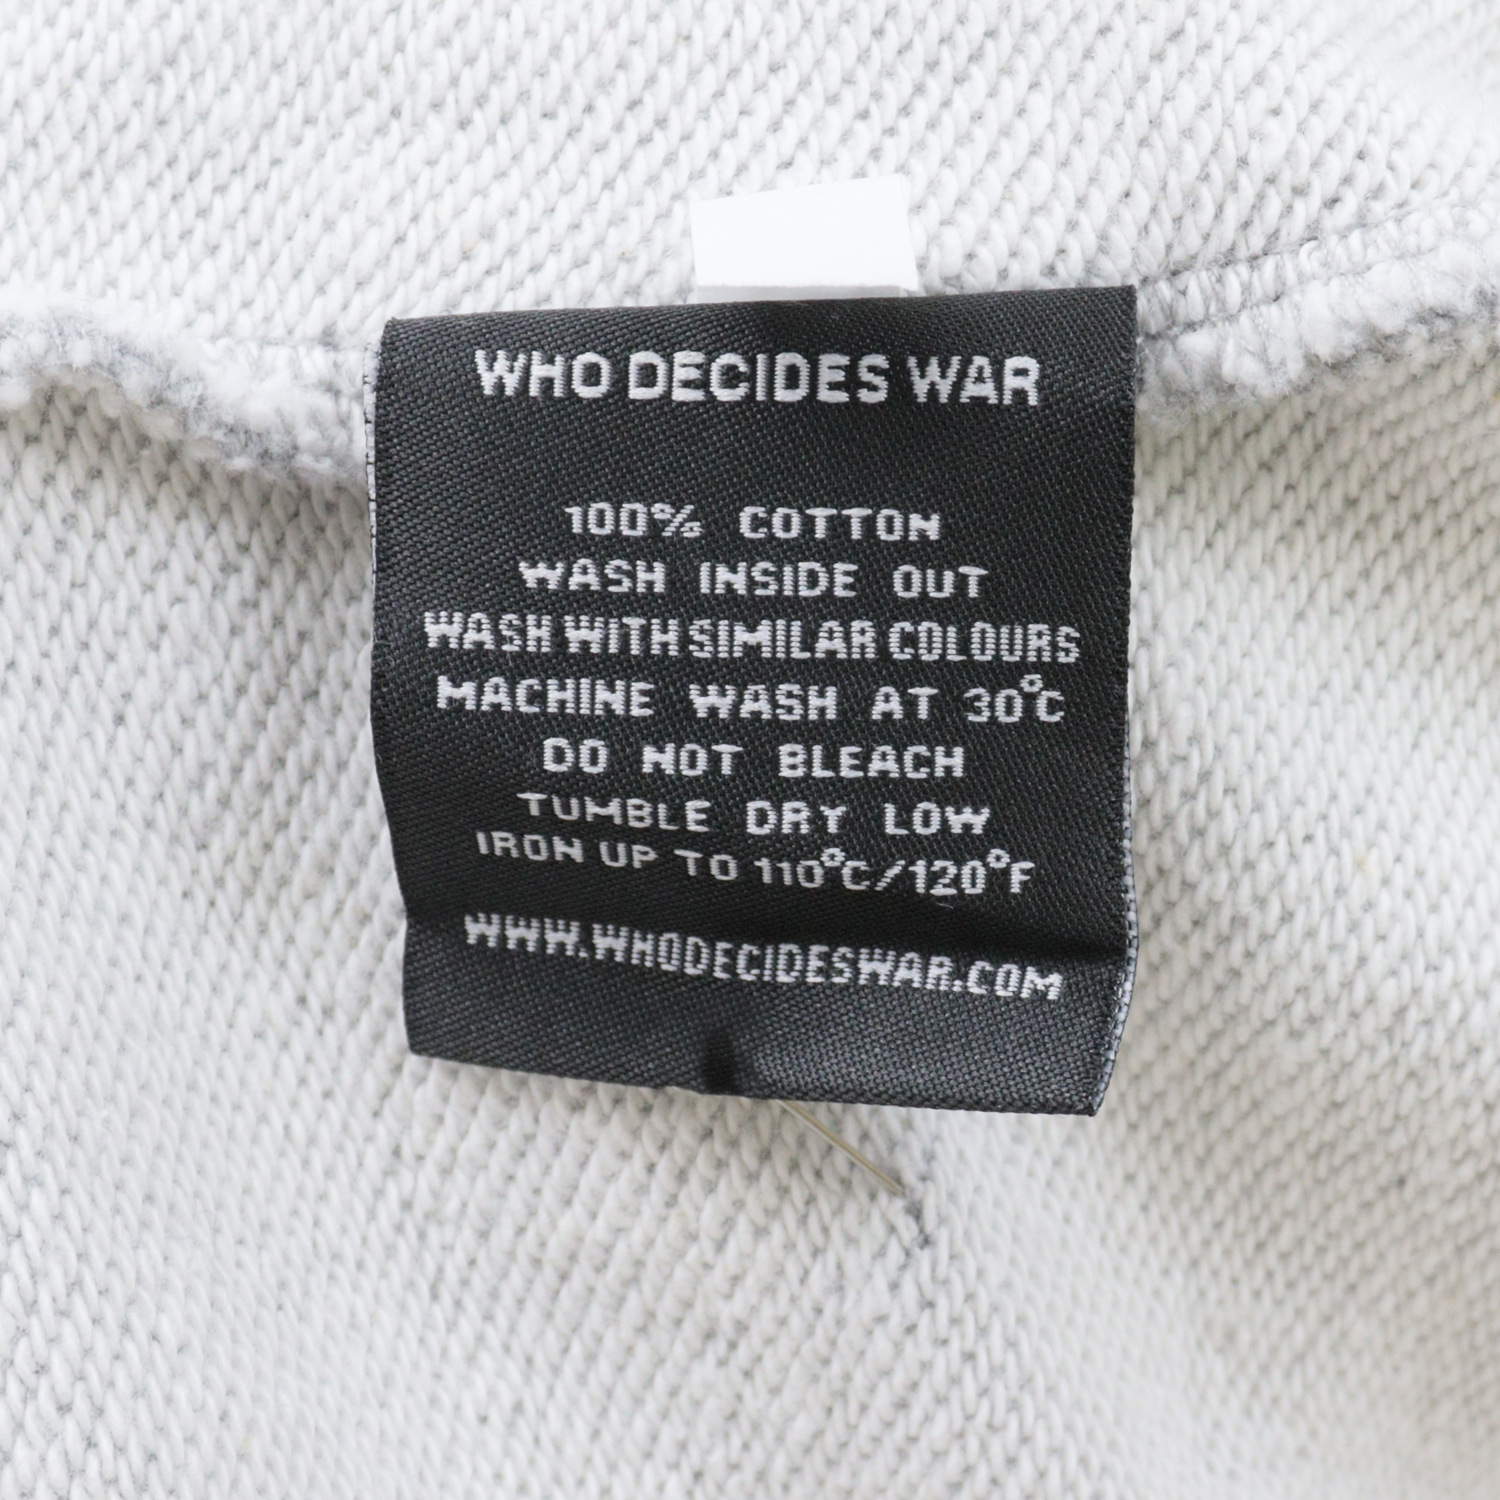 WHO DECIDES WAR
100% COTTON
WASH INSIDE OUT
WASH WITH SIMILAR COLOURS
MACHINE WASH AT 30°C
DO NOT BLEACH
TUMBLE DRY LOW
IRON UP TO 110°C/120°F
WWW.WHODECIDESWAR.COM